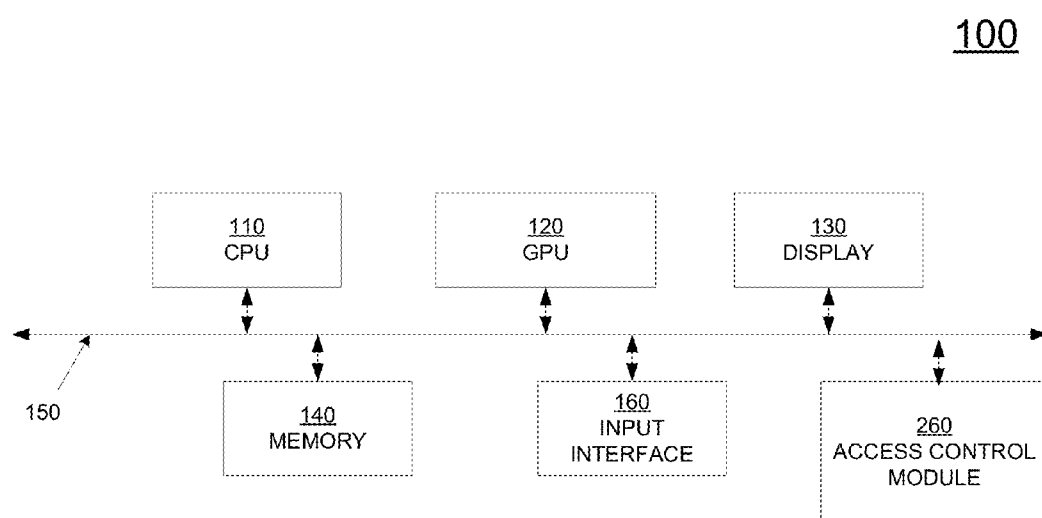 100
110
CPU
120
GPU
130
DISPLAY
150
140
MEMORY
160
INPUT
INTERFACE
260
ACCESS CONTROL
MODULE